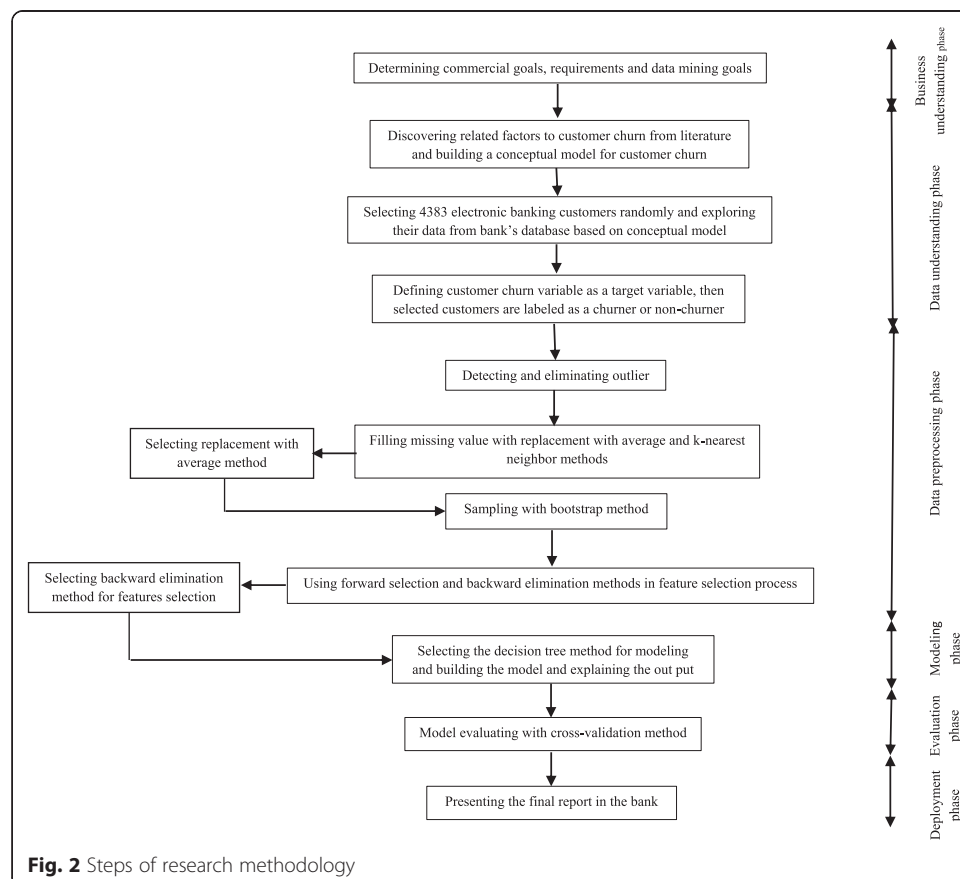 Determining commercial goals, requirements and data mining goals
Discovering related factors to customer churn from literature
and building a conceptual model for customer churn
Selecting 4383 electronic banking customers randomly and exploring
their data from bank's database based on conceptual model
Defining customer churn variable as a target variable, then
selected customers are labeled as a churner or non-churner
Detecting and eliminating outlier
Selecting replacement with
average method
Filling missing value with replacement with average and k-nearest
neighbor methods
Sampling with bootstrap method
Selecting backward elimination
method for features selection
Using forward selection and backward elimination methods in feature selection process
Selecting the decision tree method for modeling
and building the model and explaining the out put
Model evaluating with cross-validation method
Presenting the final report in the bank
Business
understanding phase
Data understanding phase
Data preprocessing phase
Modeling
phase
Evaluation
phase
Deployment
phase
Fig. 2 Steps of research methodology